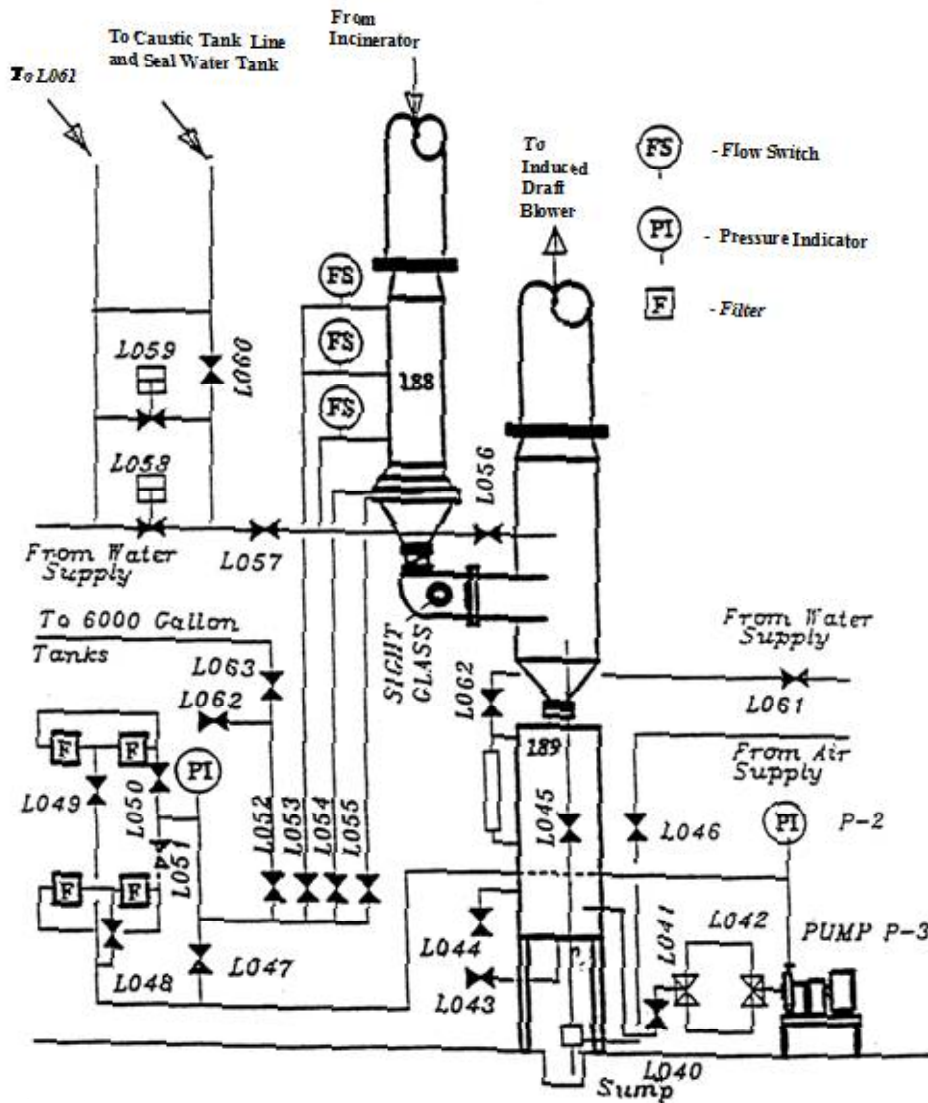 From
Incinerator
To Caustic Tank Line
and Seal Water Tank
To L061
To
Induced
Draft
Blower
FS
- Flow Switch
PI
- Pressure Indicator
F
- Filter
FS
FS
FS
188
L059
L060
L058
L056
From Water
Supply
L057
To 6000 Gallon
Tanks
SIGHT
GLASS
From Water
Supply
L061
L063
L062
L062
189
From Air
Supply
F
F
PI
L049
L050
L051
L052
L053
L054
L055
L045
L046
PI
P-2
F
F
L048
L047
L044
L043
L041
L042
PUMP P-3
L040
Sump